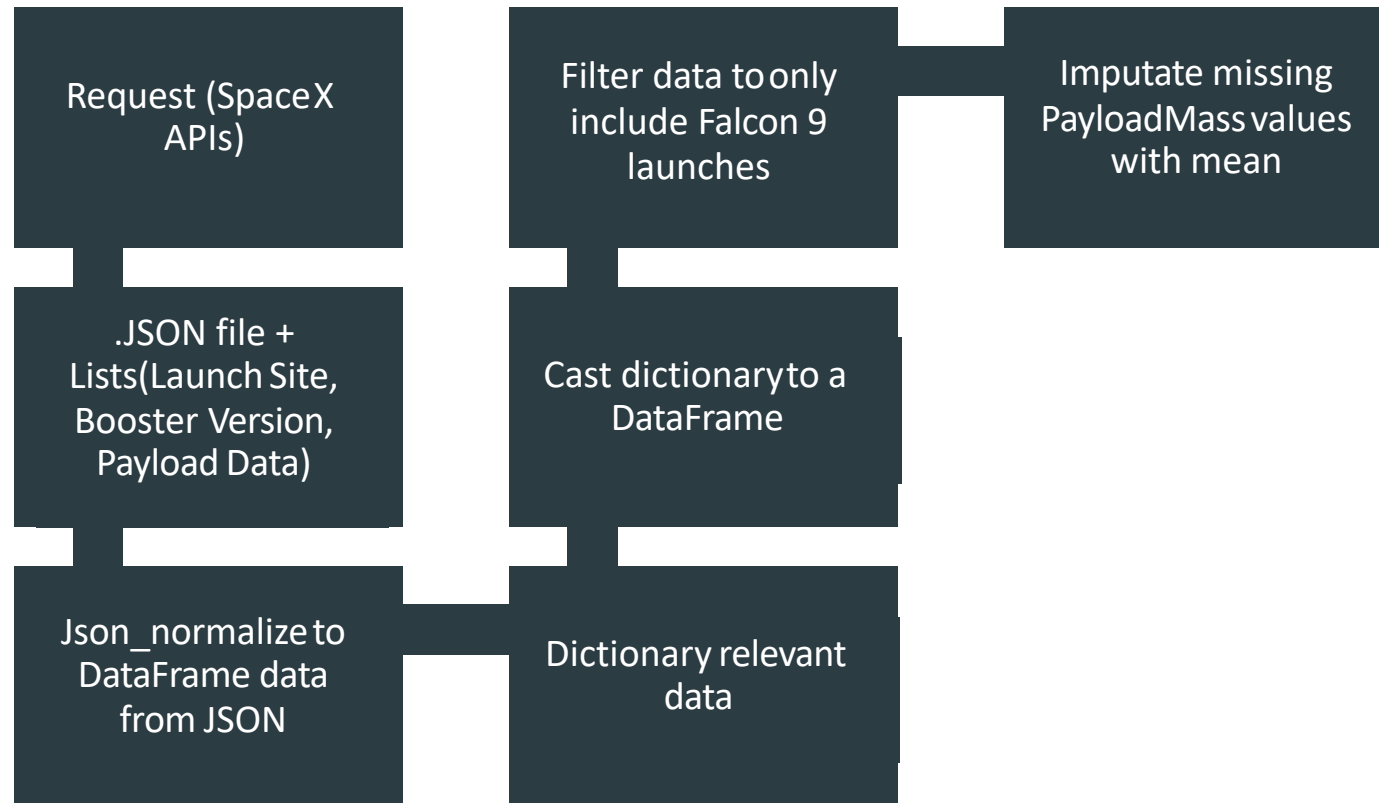 Request (SpaceX
APIs)
.JSON file +
Lists(Launch Site,
Booster Version,
Payload Data)
Json_normalize to
DataFrame data
from JSON
Dictionary relevant
data
Cast dictionary to a
DataFrame
Filter data to only
include Falcon 9
launches
Imputate missing
PayloadMass values
with mean